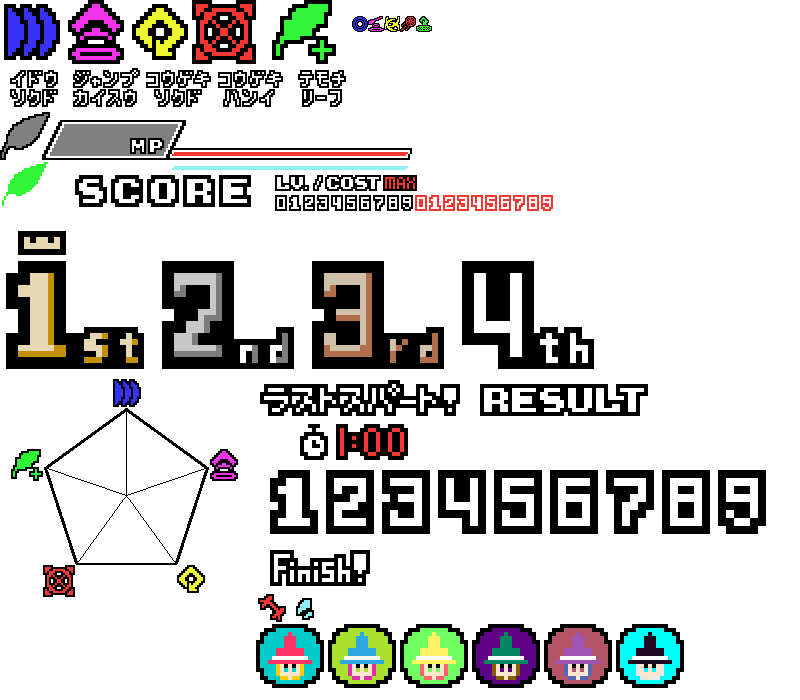 イドウ ジャンプ コウゲキ コウゲキ テモチ
ソクド カイスウ ソクド ハンイ リーフ
MP
SCORE LV. /COST MAX
01234567890123456789
1st 2nd 3rd 4th
ラストスパート! RESULT
1:00
123456789
Finish!